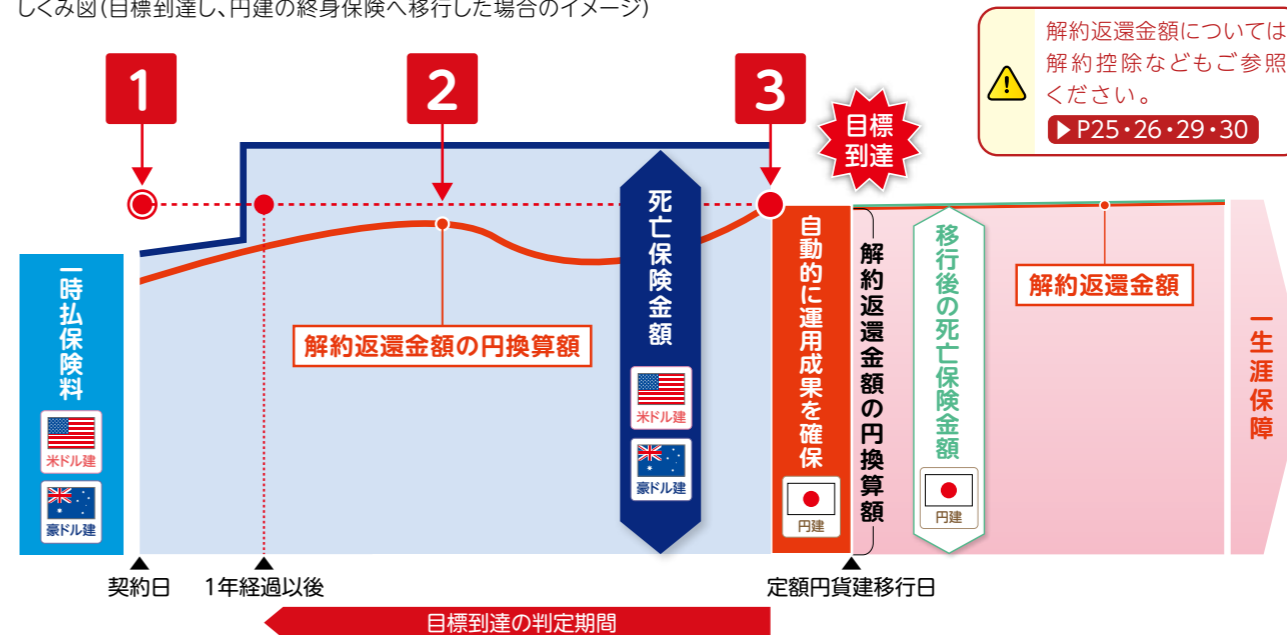 しくみ図(目標到達し、円建の終身保険へ移行した場合のイメージ)
解約返還金額については
解約控除などもご参照
ください。
▶P25・26・29・30
1
2
3
目標
到達
一時払保険料
米ドル建
豪ドル建
解約返還金額の円換算額
死亡保険金額
米ドル建
豪ドル建
自動的に運用成果を確保
円建
解約返還金額の円換算額
移行後の死亡保険金額
円建
解約返還金額
一生涯保障
契約日
1年経過以後
定額円貨建移行日
目標到達の判定期間